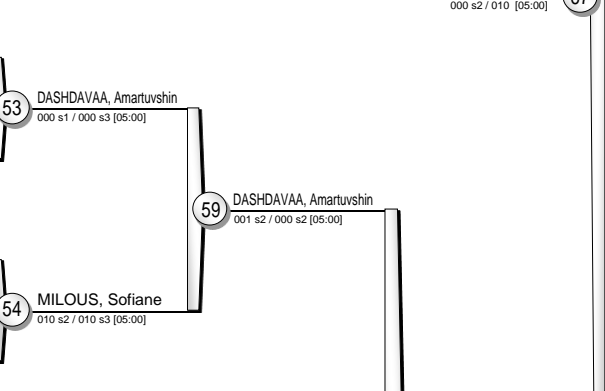 000 s2 / 010 [05:00]
53
DASHDAVAA, Amartuvshin
000 s1 / 000 s3 [05:00]
59
DASHDAVAA, Amartuvshin
001 s2 / 000 s2 [05:00]
54
MILOUS, Sofiane
010 s2 / 010 s3 [05:00]